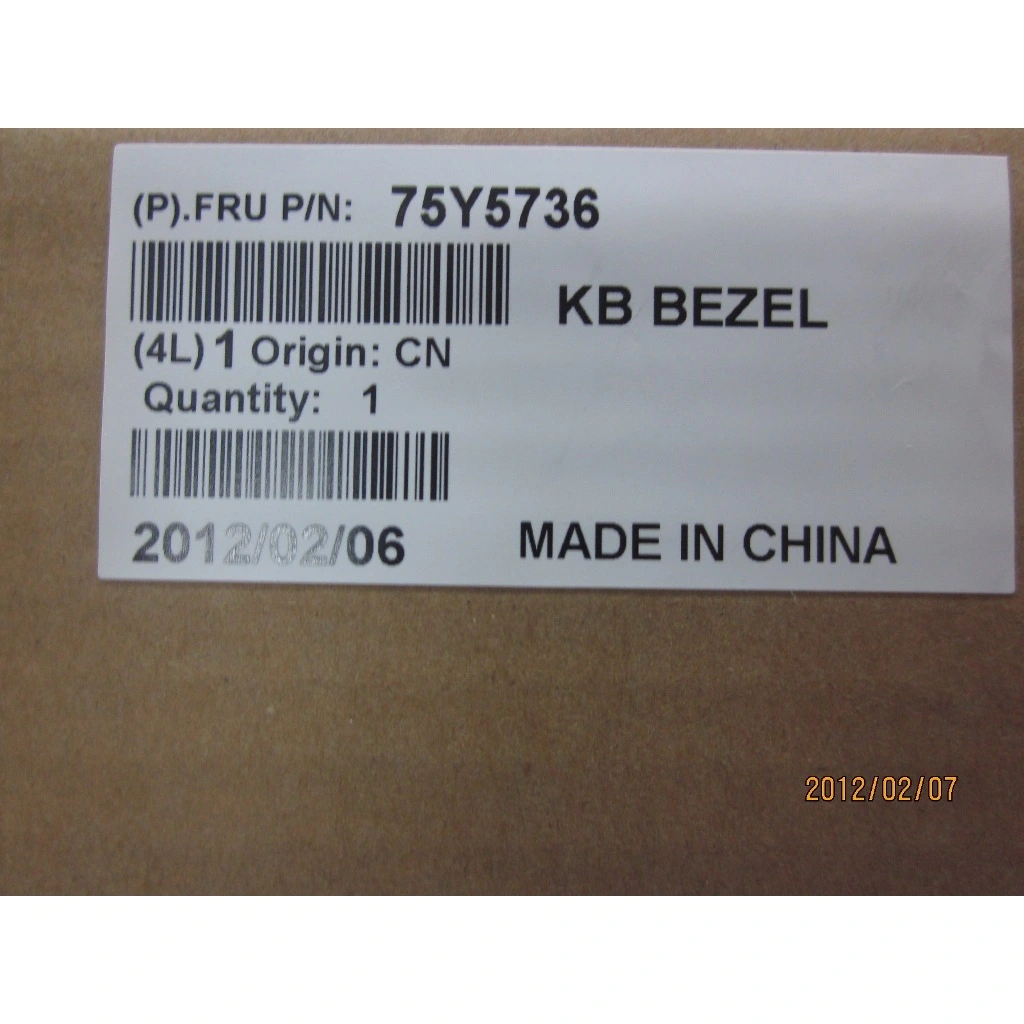 (P).FRU P/N: 75Y5736
KB BEZEL
(4L) 1 Origin: CN
Quantity: 1
2012/02/06
MADE IN CHINA
2012/02/07